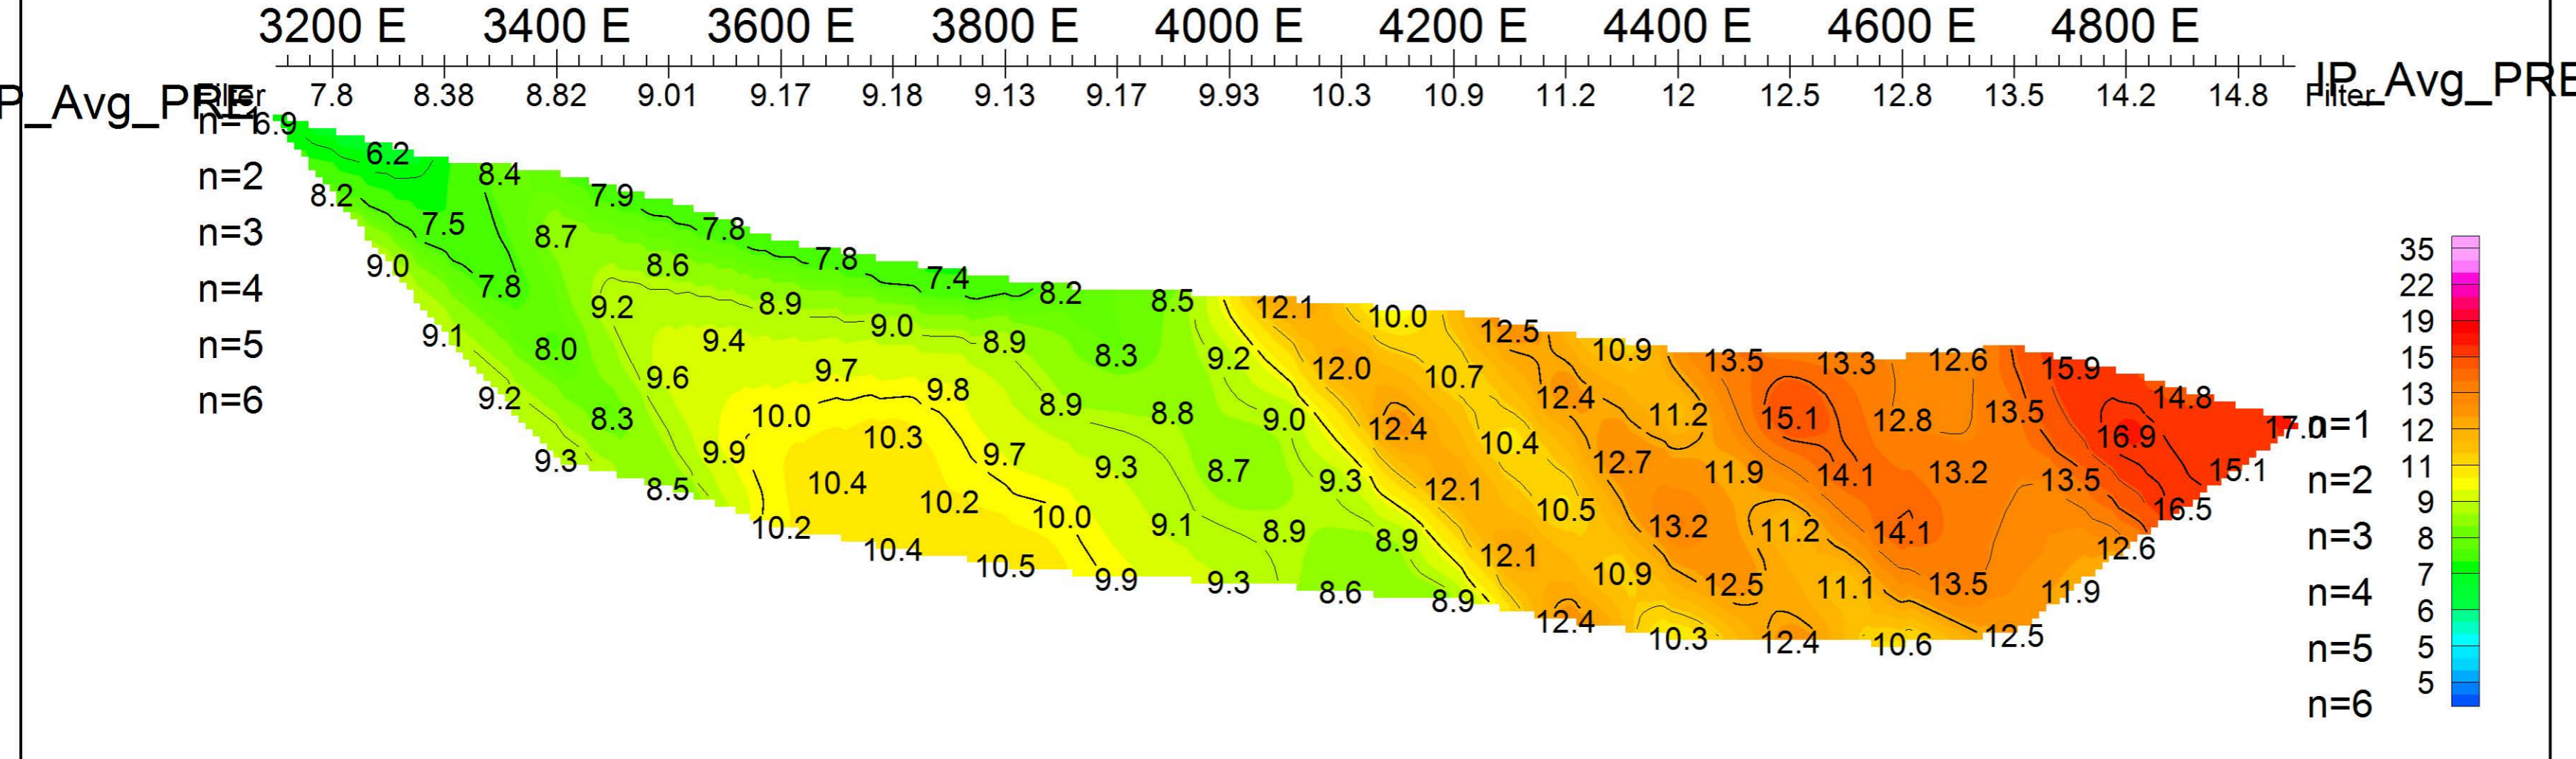 3200 E 3400 E 3600 E 3800 E 4000 E 4200 E 4400 E 4600 E 4800 E
P_Avg_PRE Filter 7.8 8.38 8.82 9.01 9.17 9.18 9.13 9.17 9.93 10.3 10.9 11.2 12 12.5 12.8 13.5 14.2 14.8 Filter IP_Avg_PRE
n=1
n=2
n=3
n=4
n=5
n=6
6.9
6.2 8.4 7.9 7.8 7.8 7.4 8.2 8.5 12.1 10.0 12.5 10.9 13.5 13.3 12.6 15.9 14.8 17.0
8.2 7.5 8.7 8.6 8.9 9.0 8.9 8.3 9.2 12.0 10.7 12.4 11.2 15.1 12.8 13.5 16.9 15.1
9.0 7.8 9.2 9.4 9.7 9.8 8.9 8.8 9.0 12.4 10.4 12.7 11.9 14.1 13.2 13.5 16.5
9.1 8.0 9.6 10.0 10.3 9.7 9.3 8.7 9.3 12.1 10.5 13.2 11.2 14.1 12.6
9.2 8.3 9.9 10.4 10.2 10.0 9.1 8.9 8.9 12.1 10.9 12.5 11.1 13.5 11.9
9.3 8.5 10.2 10.4 10.5 9.9 9.3 8.6 8.9 12.4 10.3 12.4 10.6 12.5
n=1
n=2
n=3
n=4
n=5
n=6
35
22
19
15
13
12
11
9
8
7
6
5
5